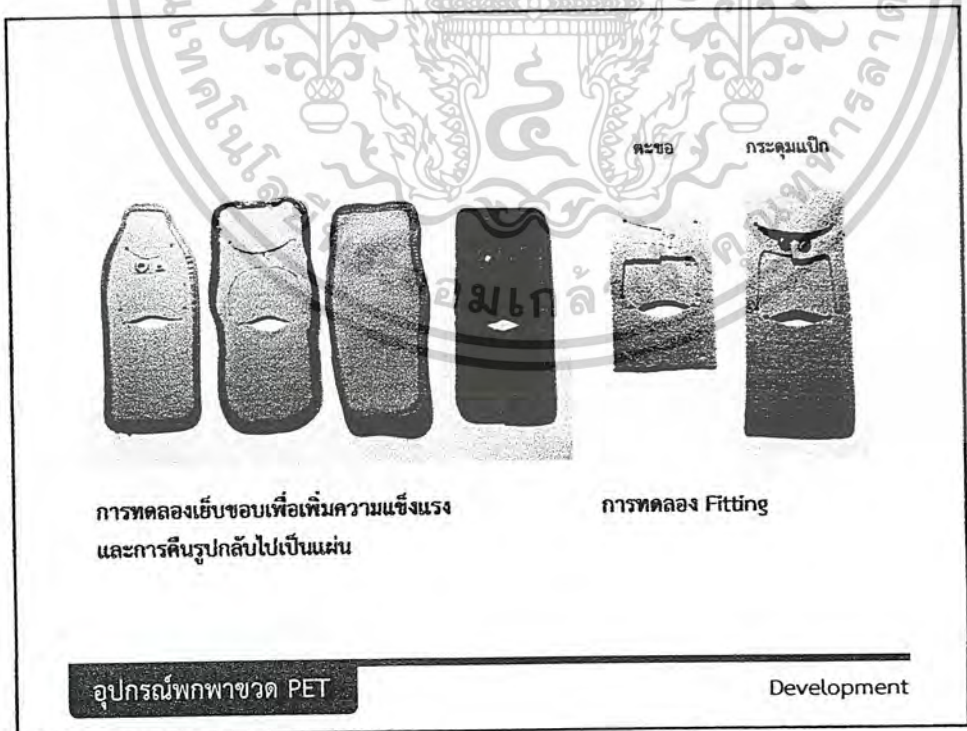 ตะขอ
กระดุมแป๊ก
การทดลองเย็บขอบเพื่อเพิ่มความแข็งแรง
และการคืนรูปกลับไปเป็นแผ่น
การทดลอง Fitting
อุปกรณ์พกพาขวด PET
Development